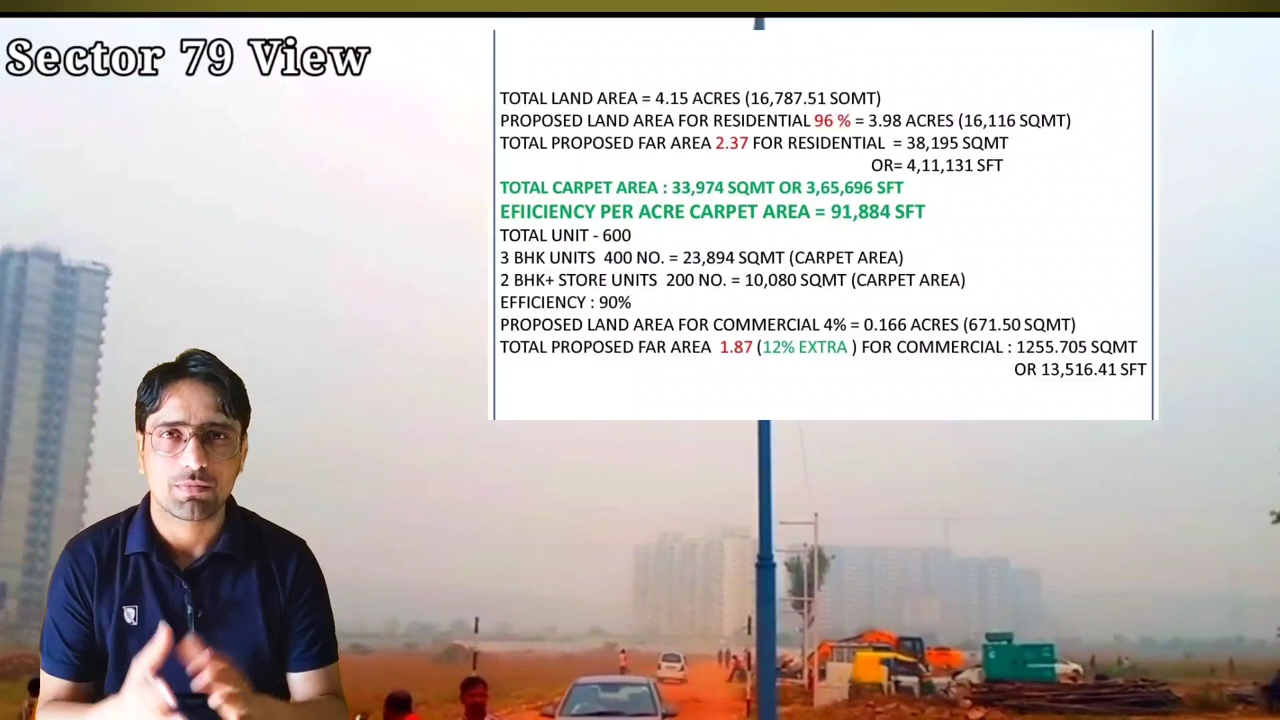 Sector 79 View
TOTAL LAND AREA = 4.15 ACRES (16,787.51 SOMT)
PROPOSED LAND AREA FOR RESIDENTIAL 96 % = 3.98 ACRES (16,116 SQMT)
TOTAL PROPOSED FAR AREA 2.37 FOR RESIDENTIAL = 38,195 SQMT
OR= 4,11,131 SFT
TOTAL CARPET AREA : 33,974 SQMT OR 3,65,696 SFT
EFIICIENCY PER ACRE CARPET AREA = 91,884 SFT
TOTAL UNIT - 600
3 BHK UNITS 400 NO. = 23,894 SQMT (CARPET AREA)
2 BHK+ STORE UNITS 200 NO. = 10,080 SQMT (CARPET AREA)
EFFICIENCY : 90%
PROPOSED LAND AREA FOR COMMERCIAL 4% = 0.166 ACRES (671.50 SQMT)
TOTAL PROPOSED FAR AREA 1.87 (12% EXTRA ) FOR COMMERCIAL : 1255.705 SQMT
OR 13,516.41 SFT